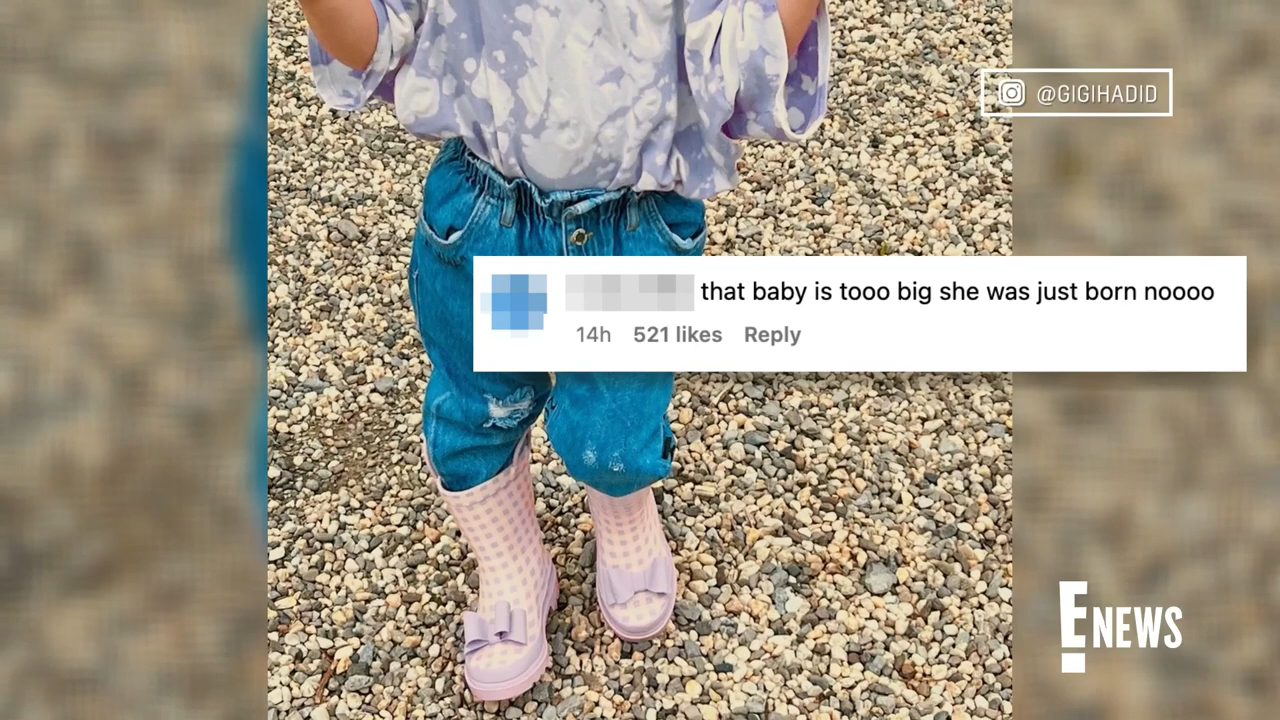 @GIGIHADID
that baby is tooo big she was just born noooo
14h 521 likes Reply
E NEWS